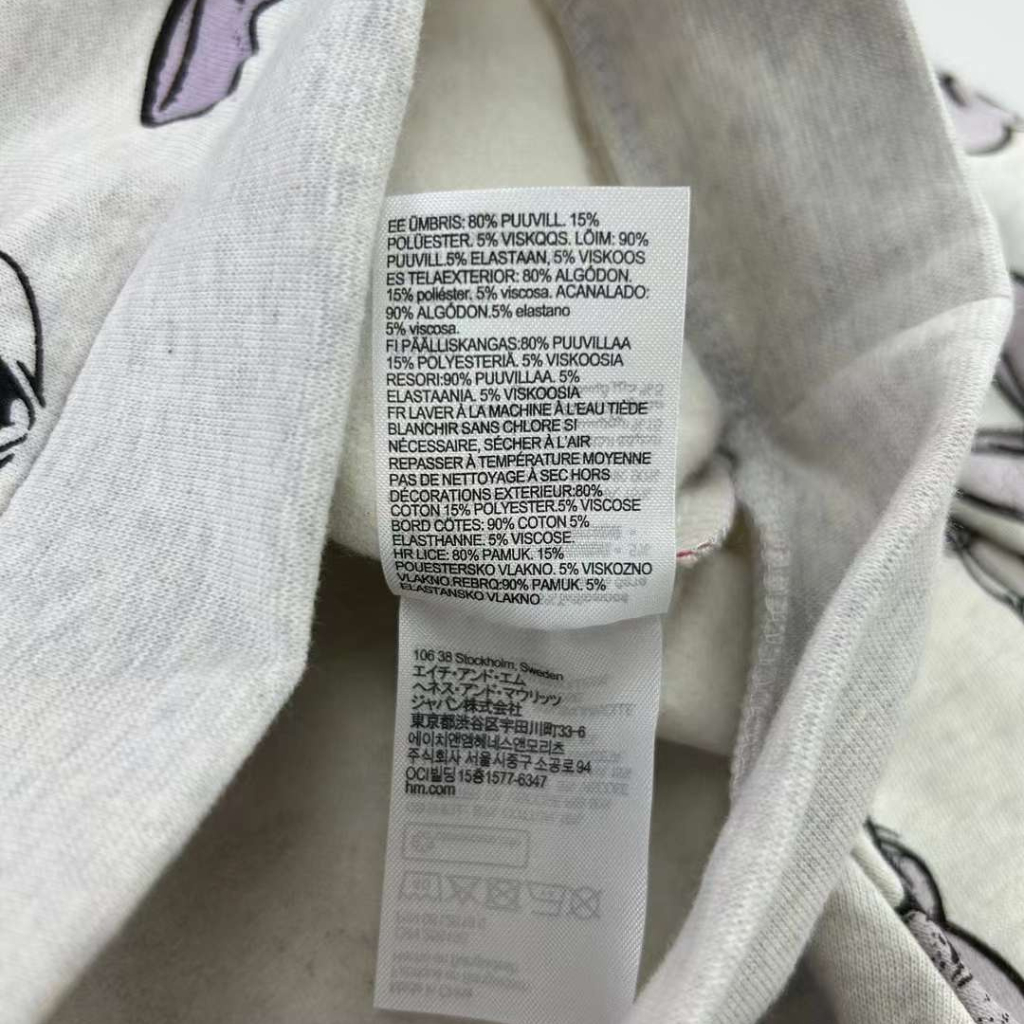 EE ÜMBRIS: 80% PUUVILL. 15%
POLÜESTER. 5% VISKOQS. LÕIM: 90%
PUUVILL.5% ELASTAAN, 5% VISKOOS
ES TELAEXTERIOR: 80% ALGÓDON.
15% poliéster. 5% viscosa. ACANALADO:
90% ALGÓDON.5% elastano
5% viscosa.
FI PÄÄLLISKANGAS:80% PUUVILLAA
15% POLYESTERIÄ. 5% VISKOOSIA
RESORI:90% PUUVILLAA. 5%
ELASTAANIA. 5% VISKOOSIA
FR LAVER À LA MACHINE À L'EAU TIÈDE
BLANCHIR SANS CHLORE SI
NÉCESSAIRE, SÉCHER À L'AIR
REPASSER À TEMPÉRATURE MOYENNE
PAS DE NETTOYAGE À SEC HORS
DÉCORATIONS EXTERIEUR:80%
COTON 15% POLYESTER.5% VISCOSE
BORD CÔTES: 90% COTON 5%
ELASTHANNE. 5% VISCOSE.
HR LICE: 80% PAMUK. 15%
POUESTERSKO VLAKNO. 5% VISKOZNO
VLAKNO.REBRQ:90% PAMUK. 5%
ELASTANSKO VLAKNO
106 38 Stockholm, Sweden
エイチ・アンド・エム
ヘネス・アンド・マウリッツ
ジャパン株式会社
東京都渋谷区宇田川町33-6
에이치앤엠헤네스앤모리츠
주식회사 서울시중구 소공로94
OCI빌딩 15층1577-6347
hm.com